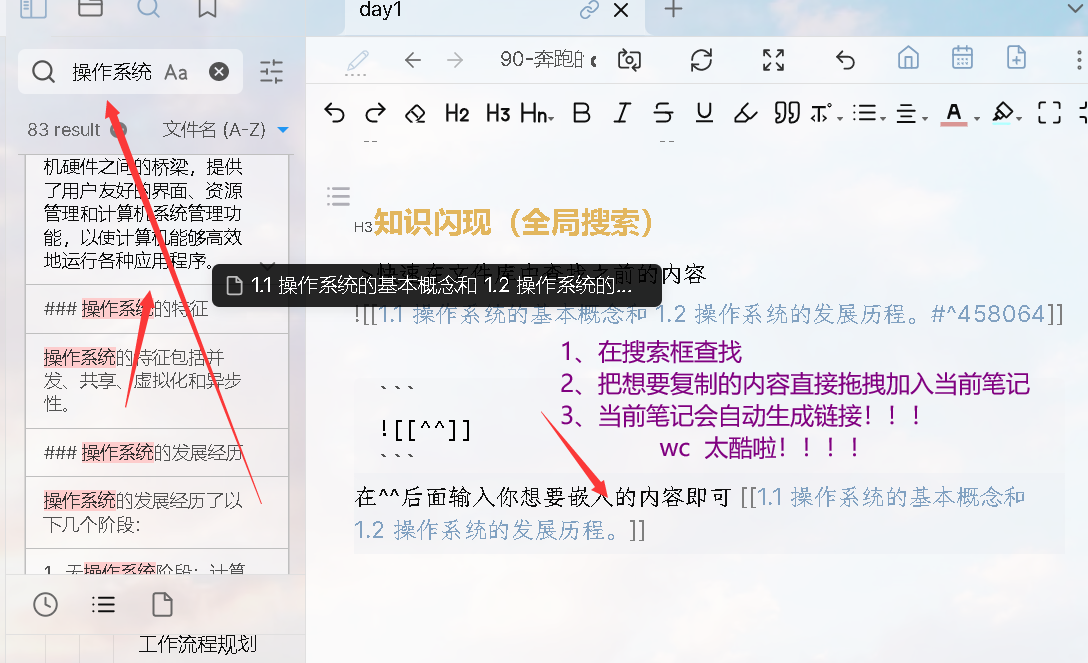 day1
操作系统 Aa
83 result
文件名 (A-Z)
机硬件之间的桥梁，提供
了用户友好的界面、资源
管理和计算机系统管理功
能，以使计算机能够高效
地运行各种应用程序。
### 操作系统的特征
操作系统的特征包括并
发、共享、虚拟化和异步
性。
### 操作系统的发展经历
操作系统的发展经历了以
下几个阶段：
1. 无操作系统阶段：计算
工作流程规划
90-奔跑的
H2 H3 Hn B I S U A
H3知识闪现（全局搜索）
>快速在文件库中查找之前的内容
1.1 操作系统的基本概念和 1.2 操作系统的...
![[1.1 操作系统的基本概念和 1.2 操作系统的发展历程。#^458064]]
1、在搜索框查找
2、把想要复制的内容直接拖拽加入当前笔记
3、当前笔记会自动生成链接！！！
wc 太酷啦！！！！
```
![[^^]]
```
在^^后面输入你想要嵌入的内容即可 [[1.1 操作系统的基本概念和
1.2 操作系统的发展历程。]]